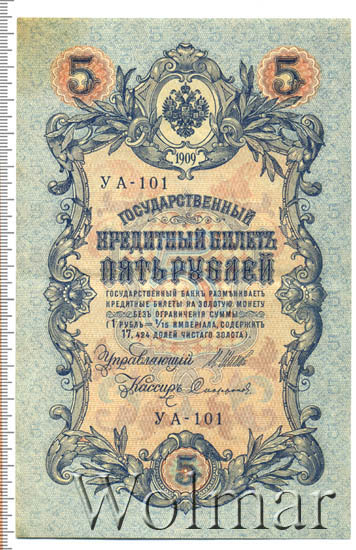 5 5
1909
УА-101
ГОСУДАРСТВЕННЫЙ
КРЕДИТНЫЙ БИЛЕТЪ
ПЯТЬ РУБЛЕЙ
ГОСУДАРСТВЕННЫЙ БАНКЪ РАЗМѢНИВАЕТЪ
КРЕДИТНЫЕ БИЛЕТЫ НА ЗОЛОТУЮ МОНЕТУ
БЕЗЪ ОГРАНИЧЕНІЯ СУММЫ
(1 РУБЛЬ = 1/15 ИМПЕРІАЛА, СОДЕРЖИТЪ
17,424 ДОЛЕЙ ЧИСТАГО ЗОЛОТА).
Управляющій
Кассиръ
УА-101
5
Wolmar